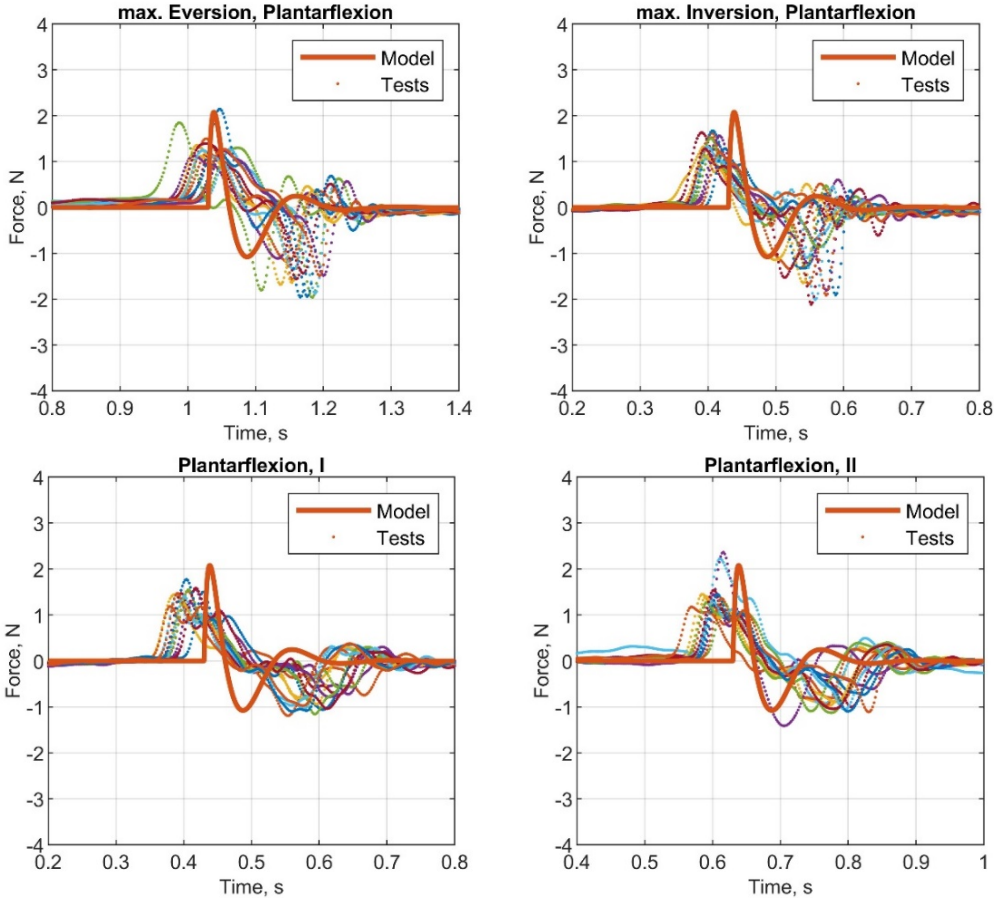 max. Eversion, Plantarflexion
4
3
2
1
0
-1
-2
-3
-4
Force, N
Model
Tests
0.8 0.9 1 1.1 1.2 1.3 1.4
Time, s
max. Inversion, Plantarflexion
4
3
2
1
0
-1
-2
-3
-4
Force, N
Model
Tests
0.2 0.3 0.4 0.5 0.6 0.7 0.8
Time, s
Plantarflexion, I
4
3
2
1
0
-1
-2
-3
-4
Force, N
Model
Tests
0.2 0.3 0.4 0.5 0.6 0.7 0.8
Time, s
Plantarflexion, II
4
3
2
1
0
-1
-2
-3
-4
Force, N
Model
Tests
0.4 0.5 0.6 0.7 0.8 0.9 1
Time, s